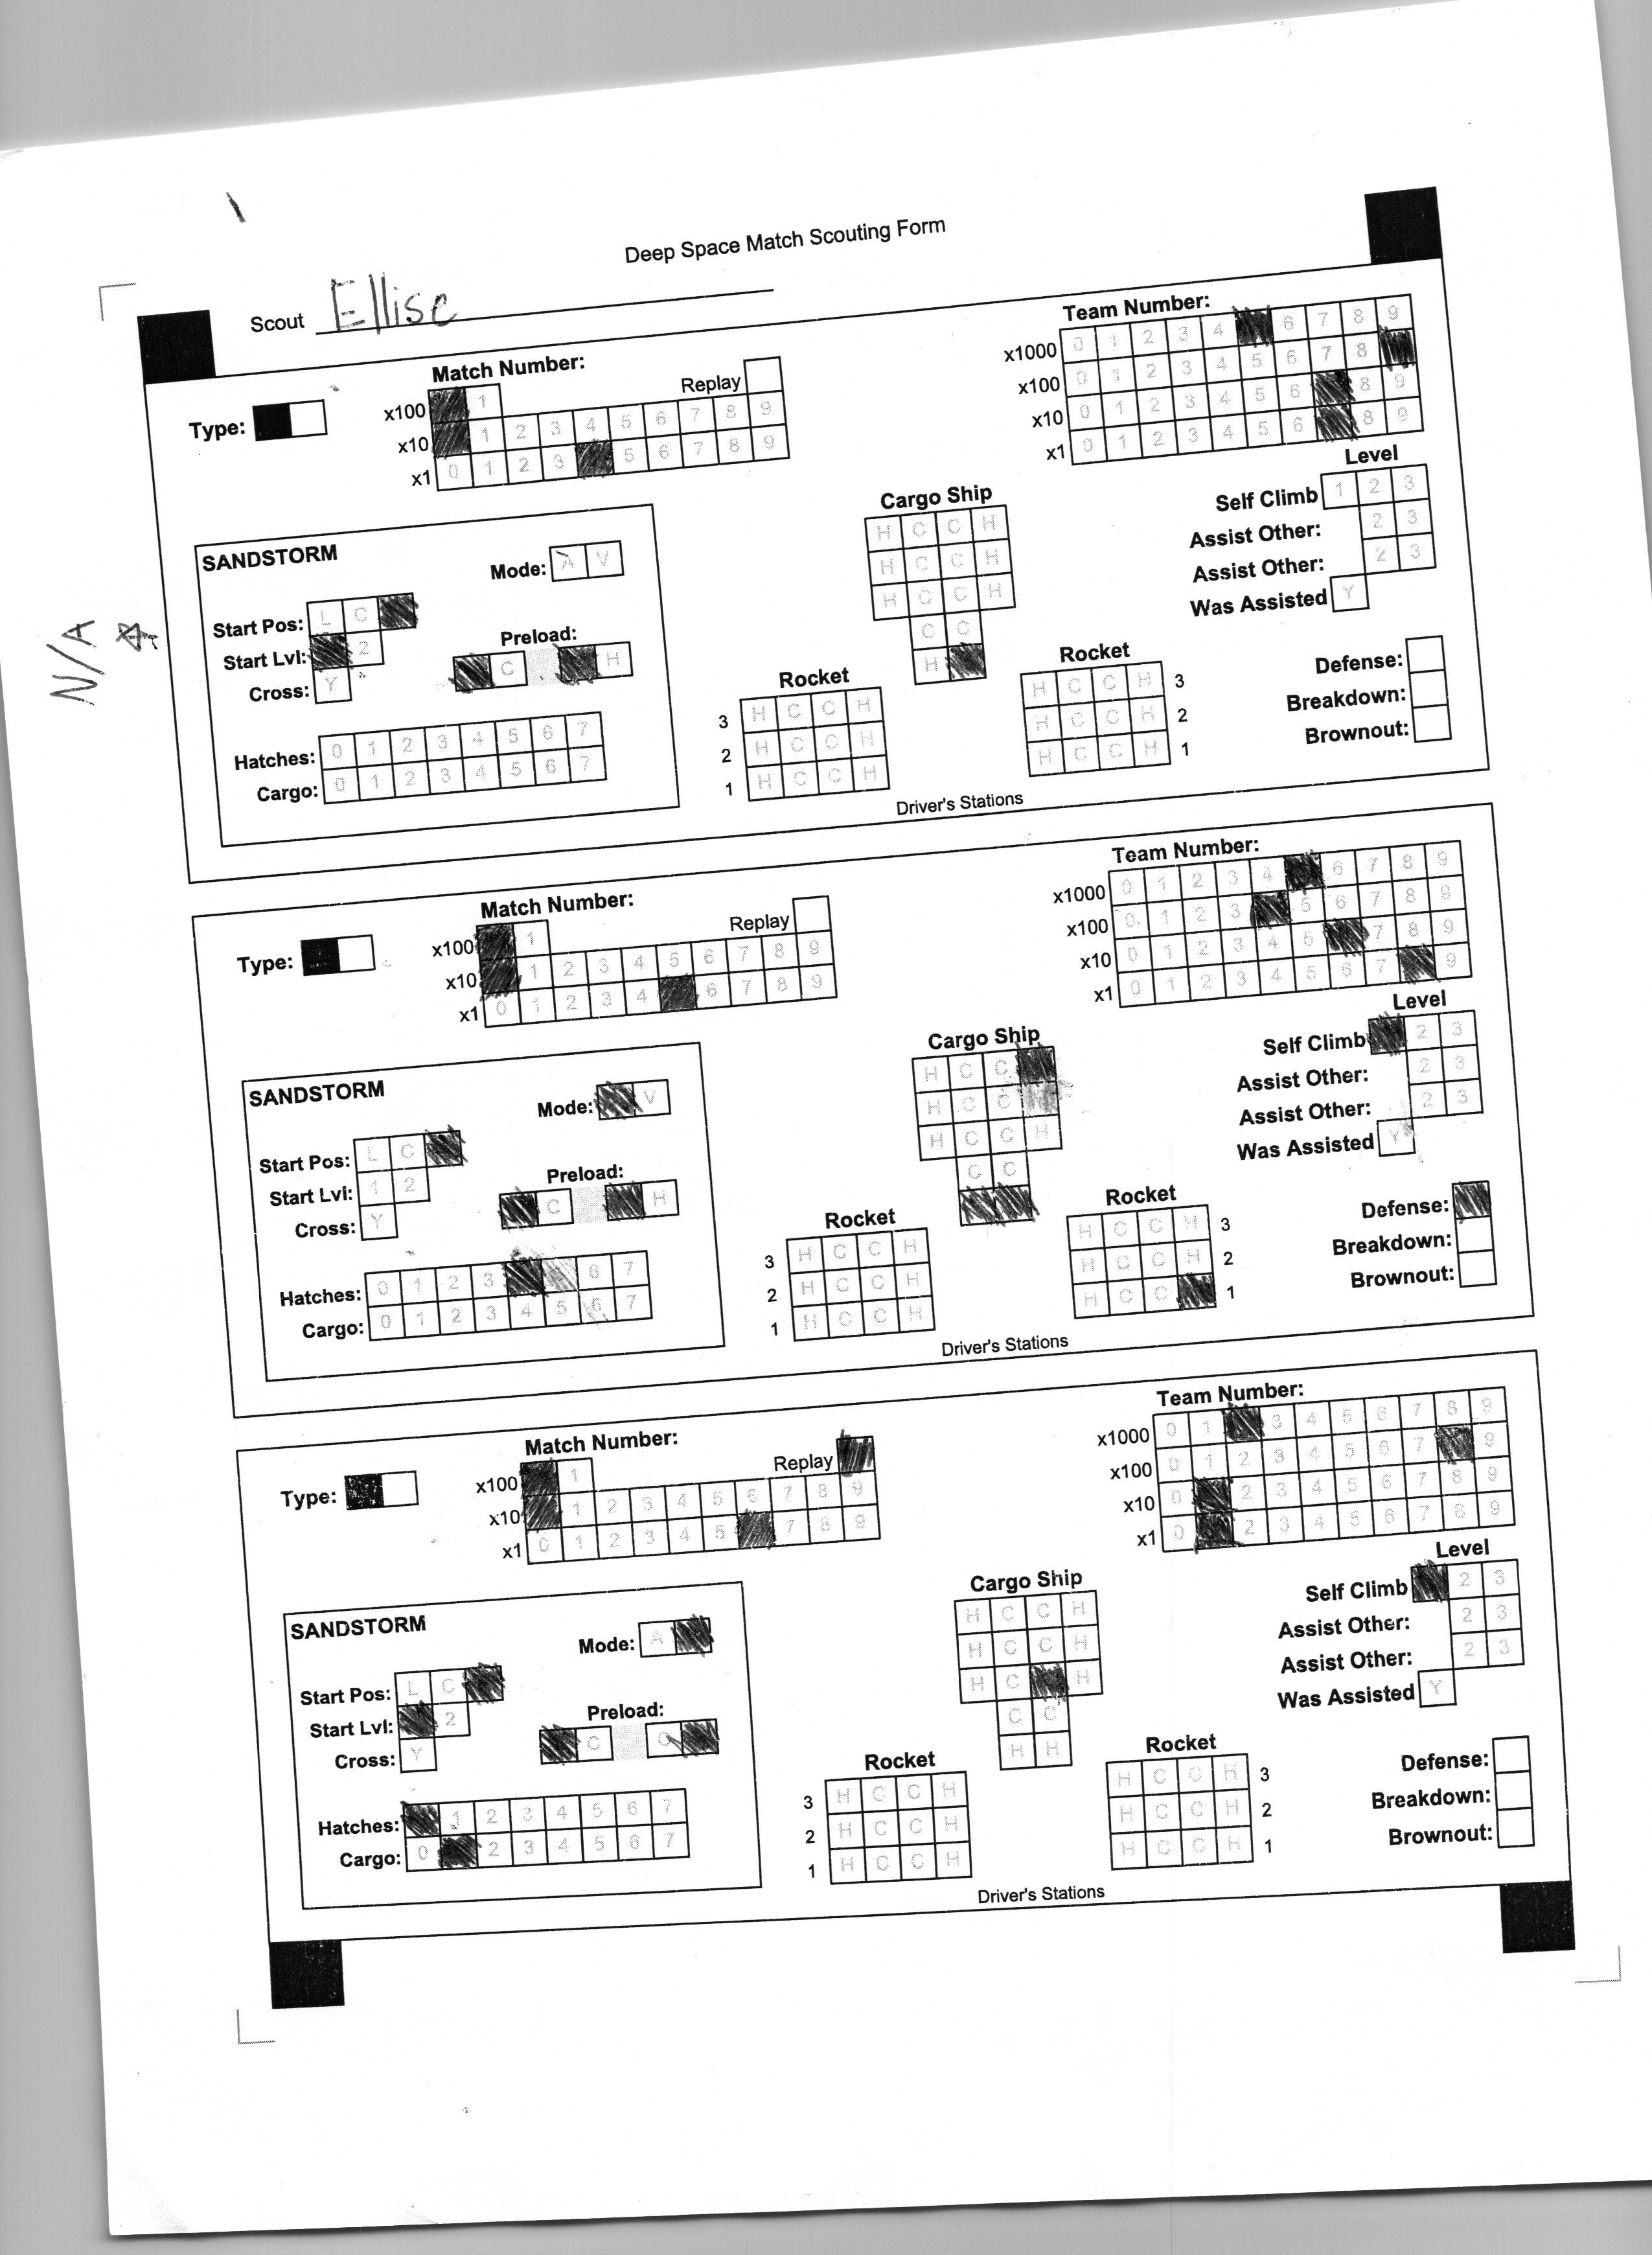 Deep Space Match Scouting Form
Scout Ellise
N/A
Match Number:
Team Number:
Type:
x100 1
Replay
x10 1 2 3 4 5 6 7 8 9
x1 0 1 2 3 5 6 7 8 9
x1000 0 1 2 3 4 6 7 8 9
x100 0 1 2 3 4 5 6 7 8
x10 0 1 2 3 4 5 6 8 9
x1 0 1 2 3 4 5 6 8 9
SANDSTORM
Mode: A V
Start Pos: L C
Start Lvl: 2
Cross: Y
Preload:
C H
Hatches: 0 1 2 3 4 5 6 7
Cargo: 0 1 2 3 4 5 6 7
Cargo Ship
H C C H
H C C H
H C C H
C C
H
Rocket
3 H C C H
2 H C C H
1 H C C H
Rocket
H C C H 3
H C C H 2
H C C H 1
Driver's Stations
Level
Self Climb 1 2 3
Assist Other: 2 3
Assist Other: 2 3
Was Assisted Y
Defense:
Breakdown:
Brownout:
Match Number:
Team Number:
Type:
x100 1
Replay
x10 1 2 3 4 5 6 7 8 9
x1 0 1 2 3 4 6 7 8 9
x1000 0 1 2 3 4 6 7 8 9
x100 0 1 2 3 5 6 7 8 9
x10 0 1 2 3 4 5 7 8 9
x1 0 1 2 3 4 5 6 7 9
SANDSTORM
Mode: V
Start Pos: L C
Start Lvl: 1 2
Cross: Y
Preload:
C H
Hatches: 0 1 2 3 6 7
Cargo: 0 1 2 3 4 5 6 7
Cargo Ship
H C C
H C C
H C C H
C C
Rocket
3 H C C H
2 H C C H
1 H C C H
Rocket
H C C H 3
H C C H 2
H C C 1
Driver's Stations
Level
Self Climb 2 3
Assist Other: 2 3
Assist Other: 2 3
Was Assisted Y
Defense:
Breakdown:
Brownout:
Match Number:
Team Number:
Type:
x100 1
Replay
x10 1 2 3 4 5 6 7 8 9
x1 0 1 2 3 4 5 7 8 9
x1000 0 1 3 4 5 6 7 8 9
x100 0 1 2 3 4 5 6 7 9
x10 0 2 3 4 5 6 7 8 9
x1 0 2 3 4 5 6 7 8 9
SANDSTORM
Mode: A
Start Pos: L C
Start Lvl: 2
Cross: Y
Preload:
C C
Hatches: 1 2 3 4 5 6 7
Cargo: 0 2 3 4 5 6 7
Cargo Ship
H C C H
H C C H
H C H
C C
H H
Rocket
3 H C C H
2 H C C H
1 H C C H
Rocket
H C C H 3
H C C H 2
H C C H 1
Driver's Stations
Level
Self Climb 2 3
Assist Other: 2 3
Assist Other: 2 3
Was Assisted Y
Defense:
Breakdown:
Brownout: